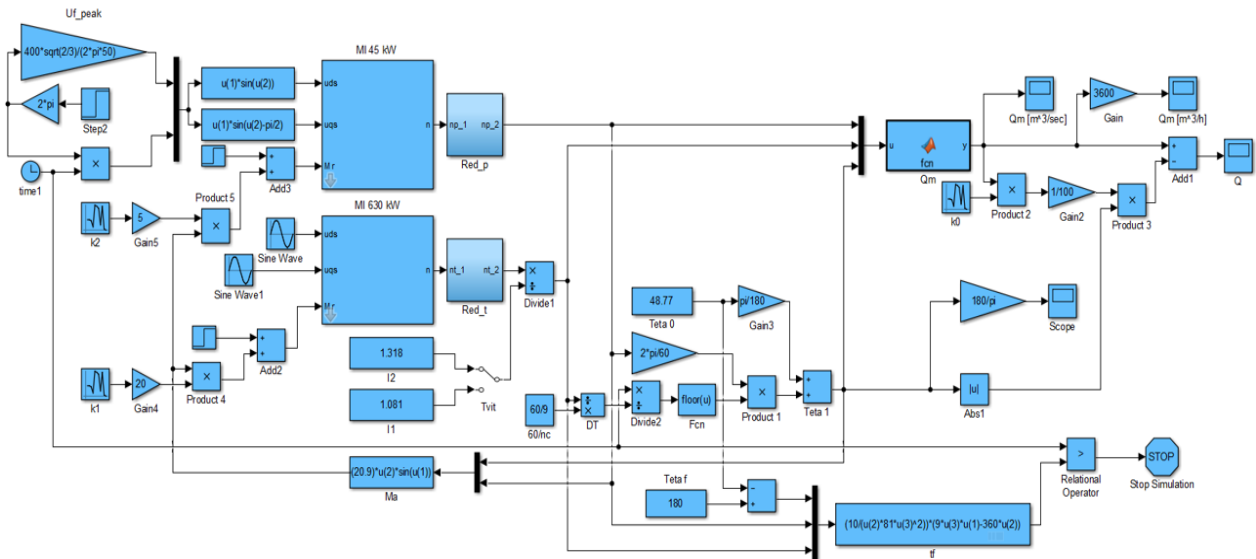 Uf_peak
400*sqrt(2/3)/(2*pi*50)
2*pi
Step2
time1
u(1)*sin(u(2))
u(1)*sin(u(2)-pi/2)
Add3
MI 45 kW
uds
uqs
Mr
n
np_1
np_2
Red_p
Product 5
k2
5
Gain5
Sine Wave
Sine Wave1
MI 630 kW
uds
uqs
Mr
n
nt_1
nt_2
Red_t
Divide1
k1
20
Gain4
Product 4
Add2
1.318
I2
1.081
I1
Tvit
60/9
60/nc
DT
Divide2
floor(u)
Fcn
Product 1
Teta 1
48.77
Teta 0
pi/180
Gain3
2*pi/60
u
fcn
y
Qm
Qm [m^3/sec]
3600
Gain
Qm [m^3/h]
k0
Product 2
1/100
Gain2
Product 3
Add1
Q
180/pi
Scope
|u|
Abs1
(20.9)*u(2)*sin(u(1))
Ma
Teta f
180
(10/(u(2)*81*u(3)^2))*(9*u(3)*u(1)-360*u(2))
tf
>
Relational
Operator
STOP
Stop Simulation